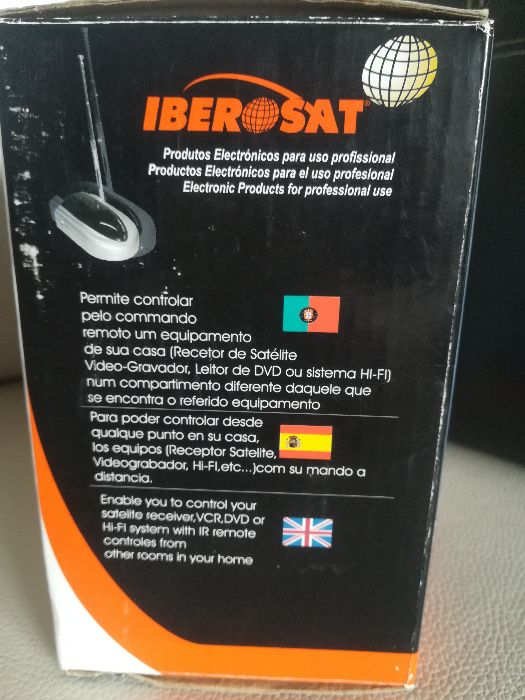 IBEROSAT®
Produtos Electrónicos para uso profissional
Productos Electrónicos para el uso profesional
Electronic Products for professional use
Permite controlar
pelo commando
remoto um equipamento
de sua casa (Recetor de Satélite
Video-Gravador, Leitor de DVD ou sistema HI-FI)
num compartimento diferente daquele que
se encontra o referido equipamento
Para poder controlar desde
qualque punto en su casa,
los equipos (Receptor Satelite,
Videograbador, Hi-Fi,etc...)com su mando a
distancia.
Enable you to control your
satelite receiver,VCR,DVD or
Hi-Fi system with IR remote
controles from
other rooms in your home